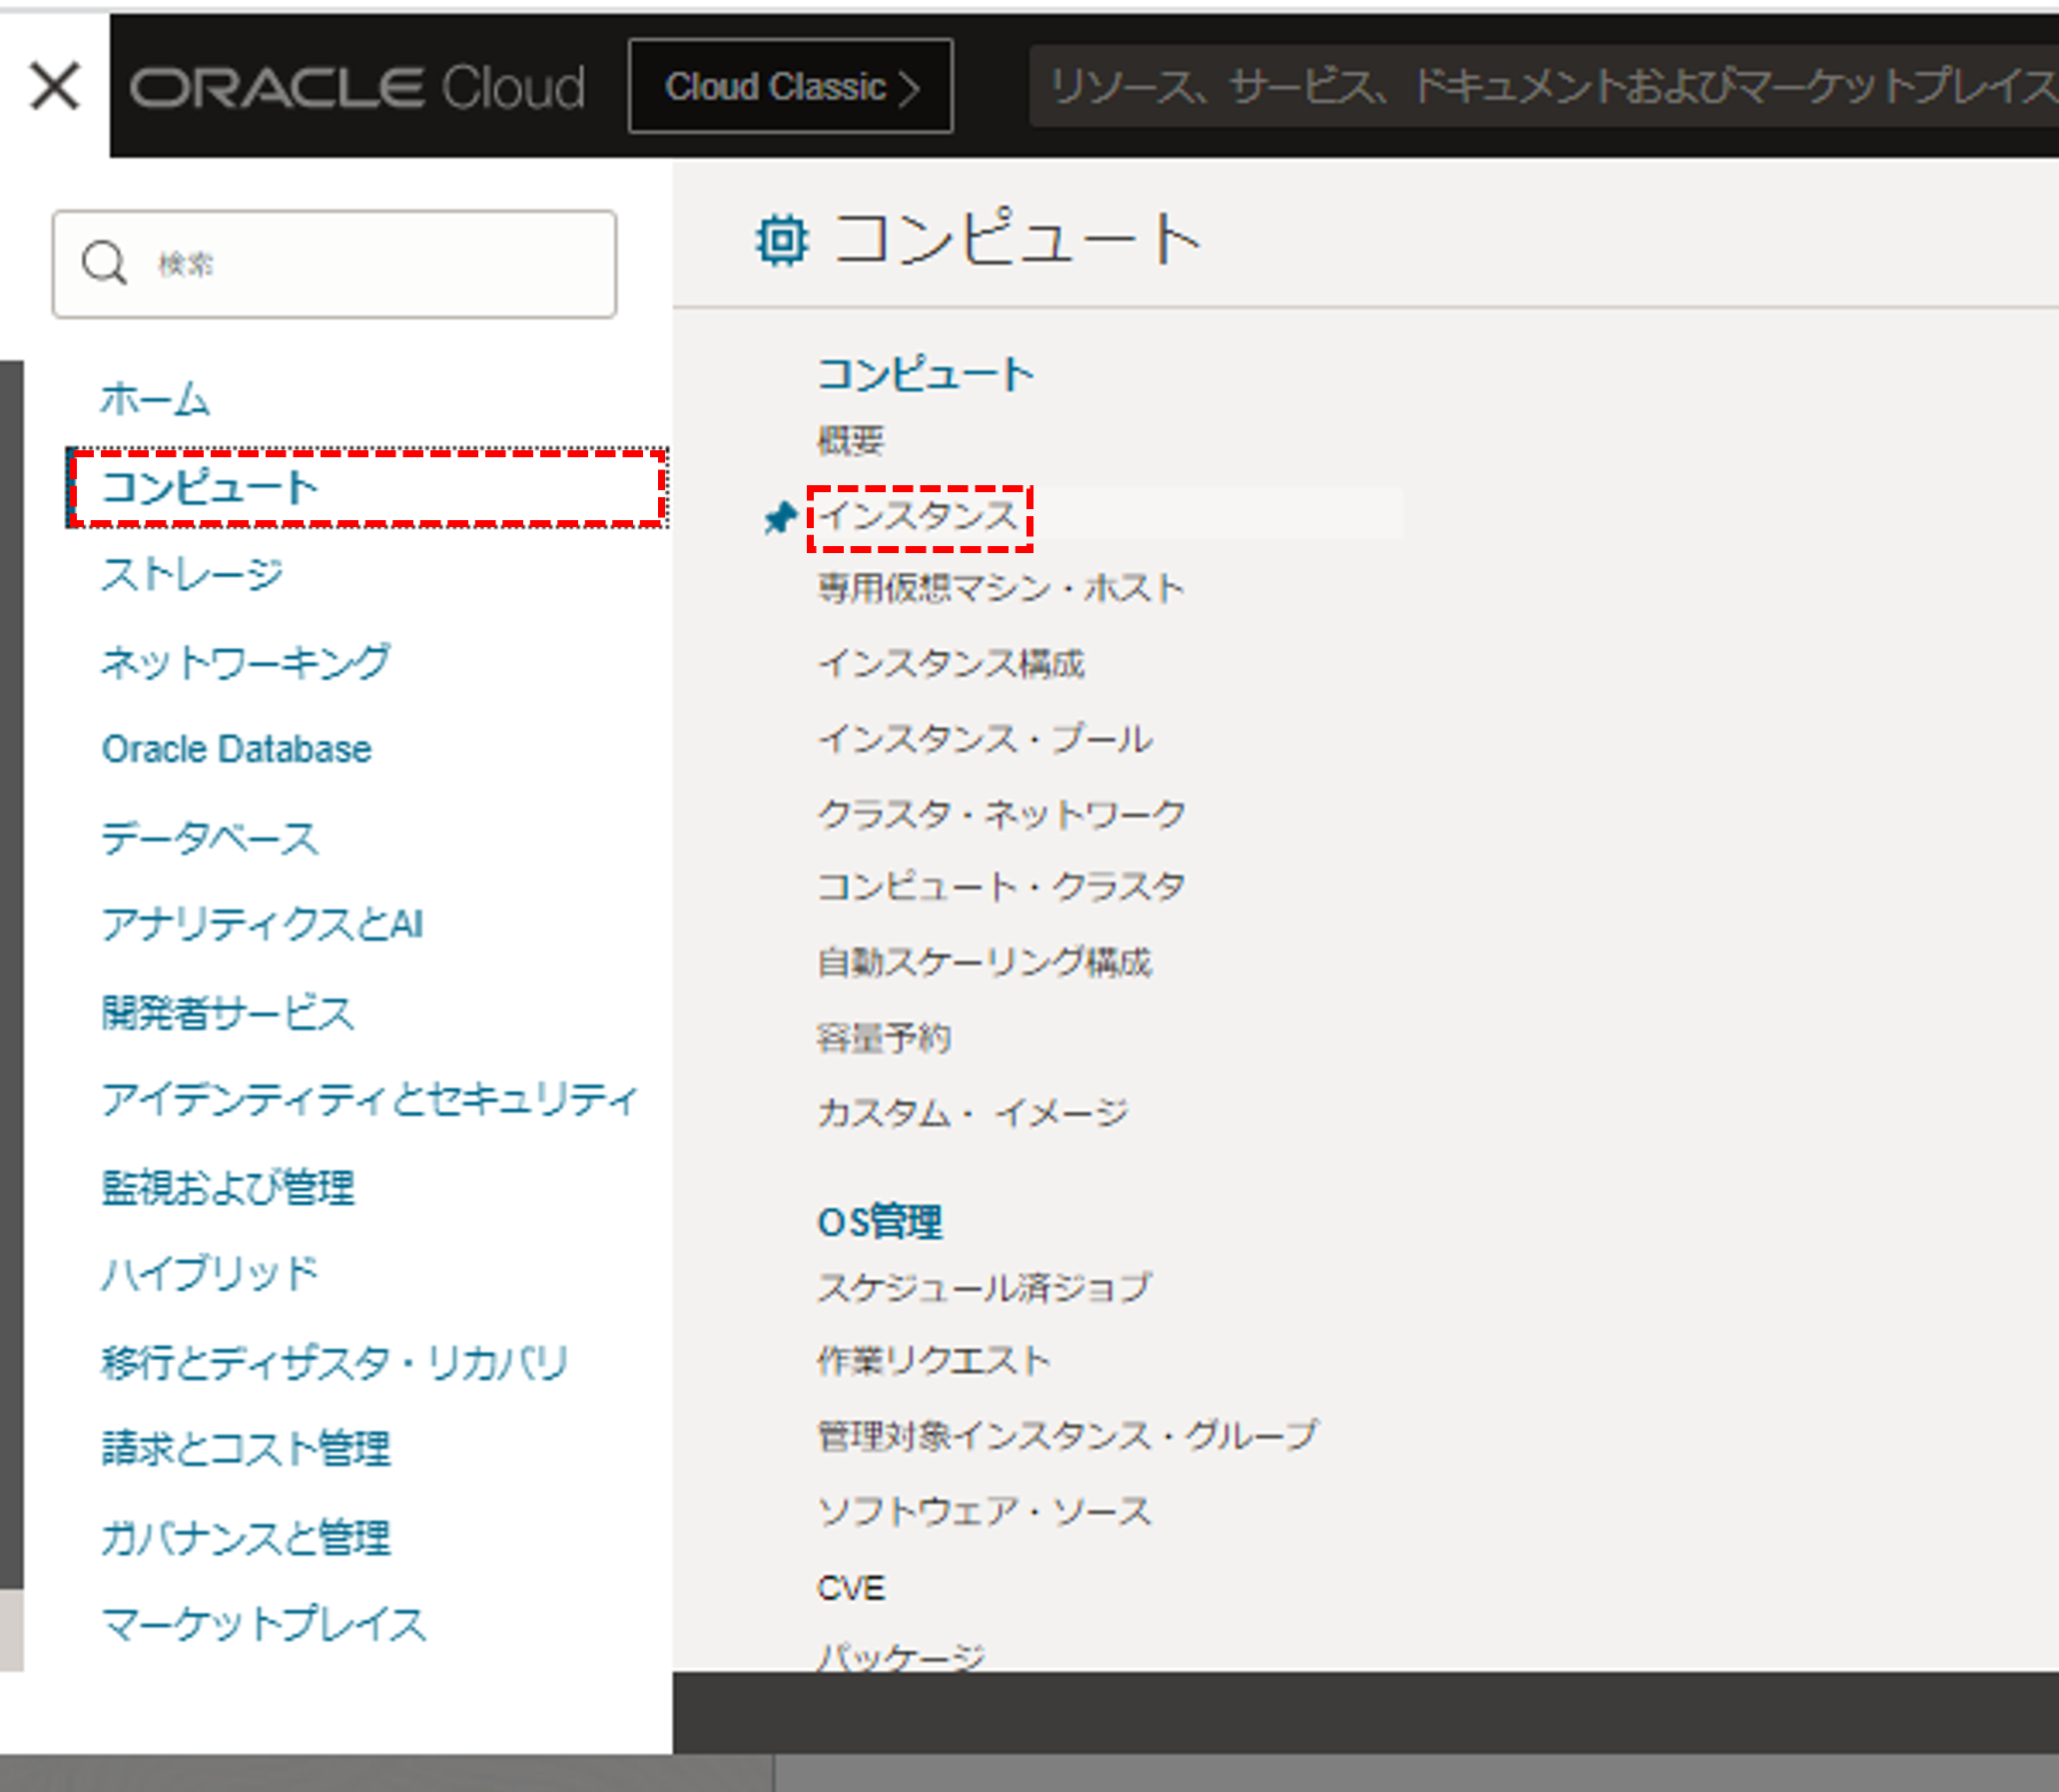 ORACLE Cloud
Cloud Classic
リソース、サービス、ドキュメントおよびマーケットプレイス
検索
ホーム
コンピュート
ストレージ
ネットワーキング
Oracle Database
データベース
アナリティクスとAI
開発者サービス
アイデンティティとセキュリティ
監視および管理
ハイブリッド
移行とディザスタ・リカバリ
請求とコスト管理
ガバナンスと管理
マーケットプレイス
コンピュート
コンピュート
概要
インスタンス
専用仮想マシン・ホスト
インスタンス構成
インスタンス・プール
クラスタ・ネットワーク
コンピュート・クラスタ
自動スケーリング構成
容量予約
カスタム・ イメージ
OS管理
スケジュール済ジョブ
作業リクエスト
管理対象インスタンス・グループ
ソフトウェア・ソース
CVE
パッケージ